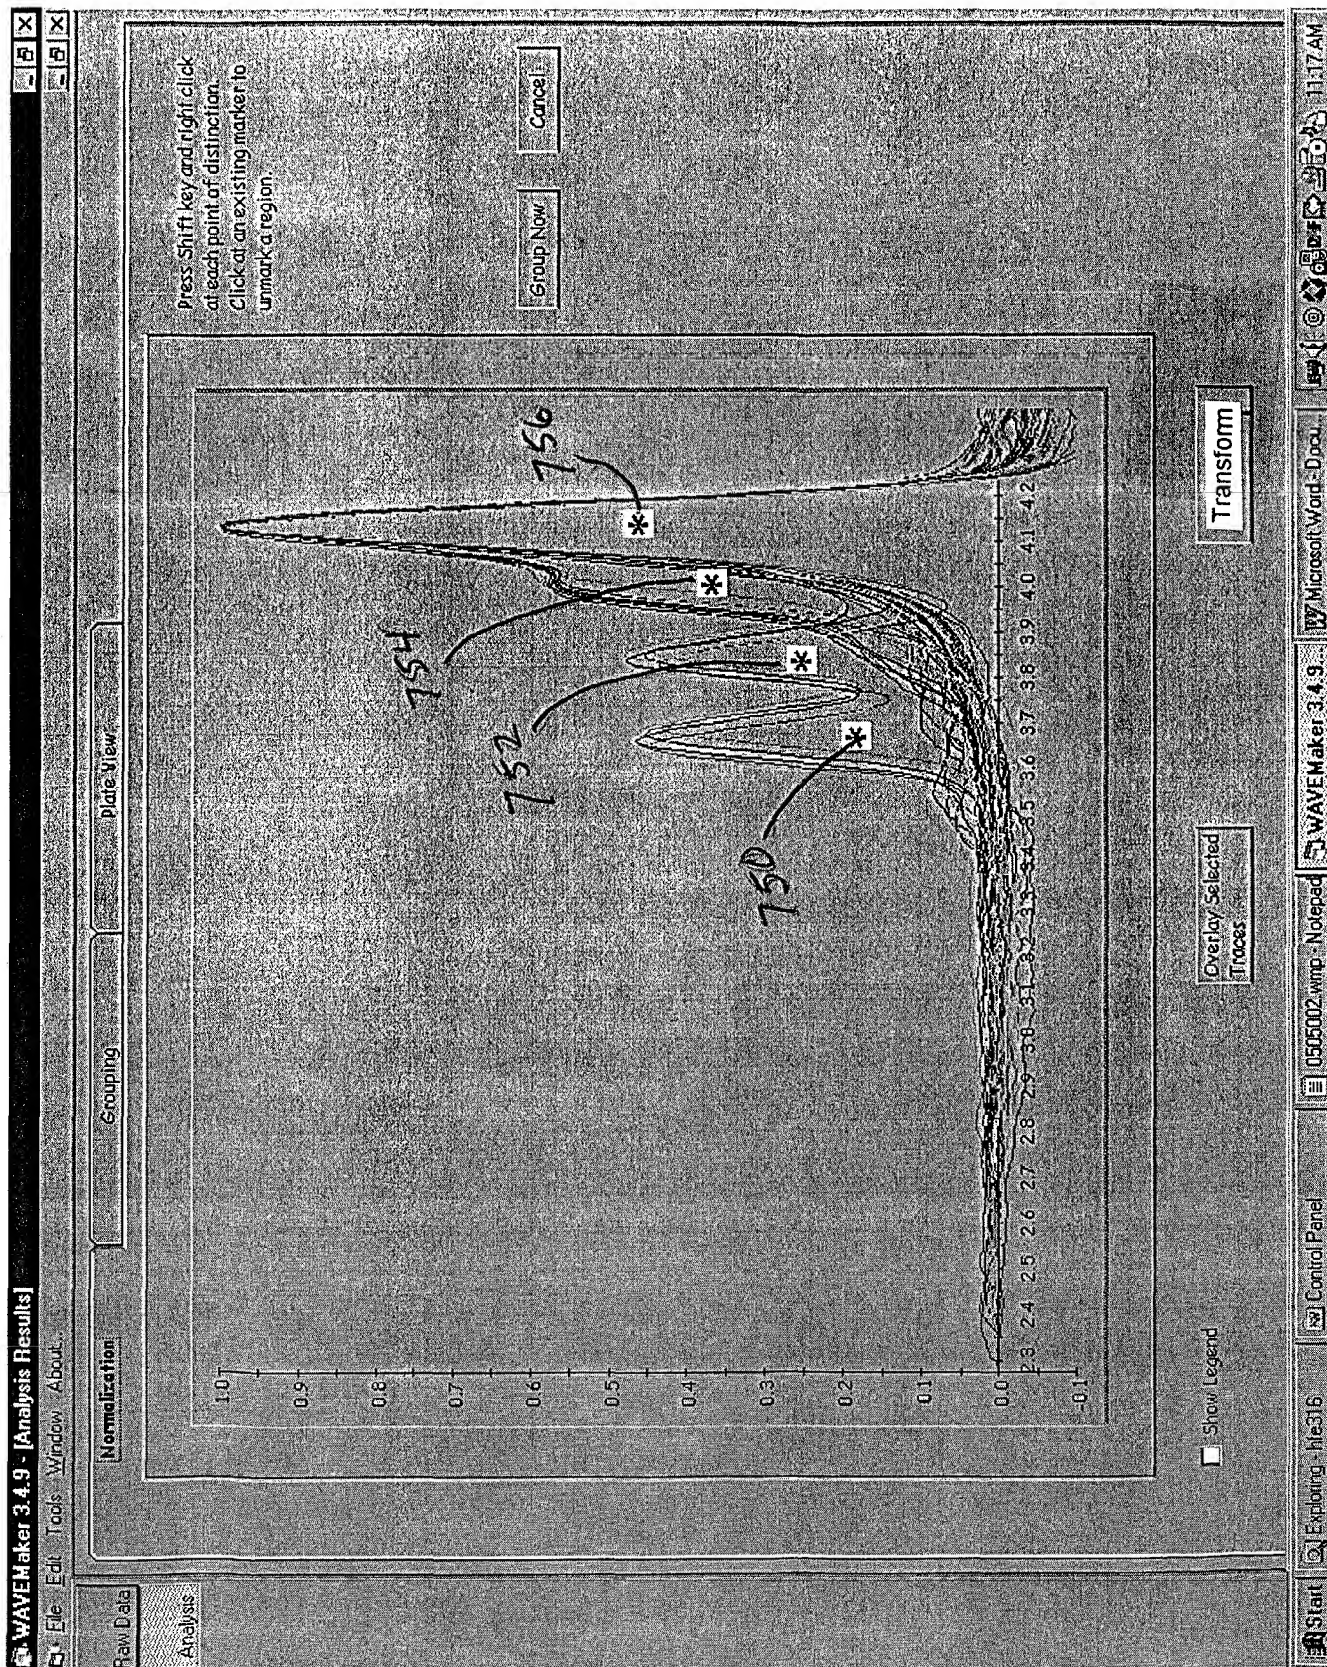 WAVEMaker 3.4.9 - [Analysis Results]
File Edit Tools Window About...
Raw Data
Analysis
Normalization
Grouping
Plate View
Press Shift key and right click
at each point of distinction.
Click at an existing marker to
unmark a region.
Group Now
Cancel
1.0
0.9
0.8
0.7
0.6
0.5
0.4
0.3
0.2
0.1
0.0
-0.1
2.3 2.4 2.5 2.6 2.7 2.8 2.9 3.0 3.1 3.2 3.3 3.4 3.5 3.6 3.7 3.8 3.9 4.0 4.1 4.2
750
752
754
756
*
*
*
*
Show Legend
Overlay Selected
Traces
Transform
Start
Exploring - hfe316
Control Panel
0505002.wmp - Notepad
WAVEMaker 3.4.9 ...
Microsoft Word - Docu...
11:17 AM